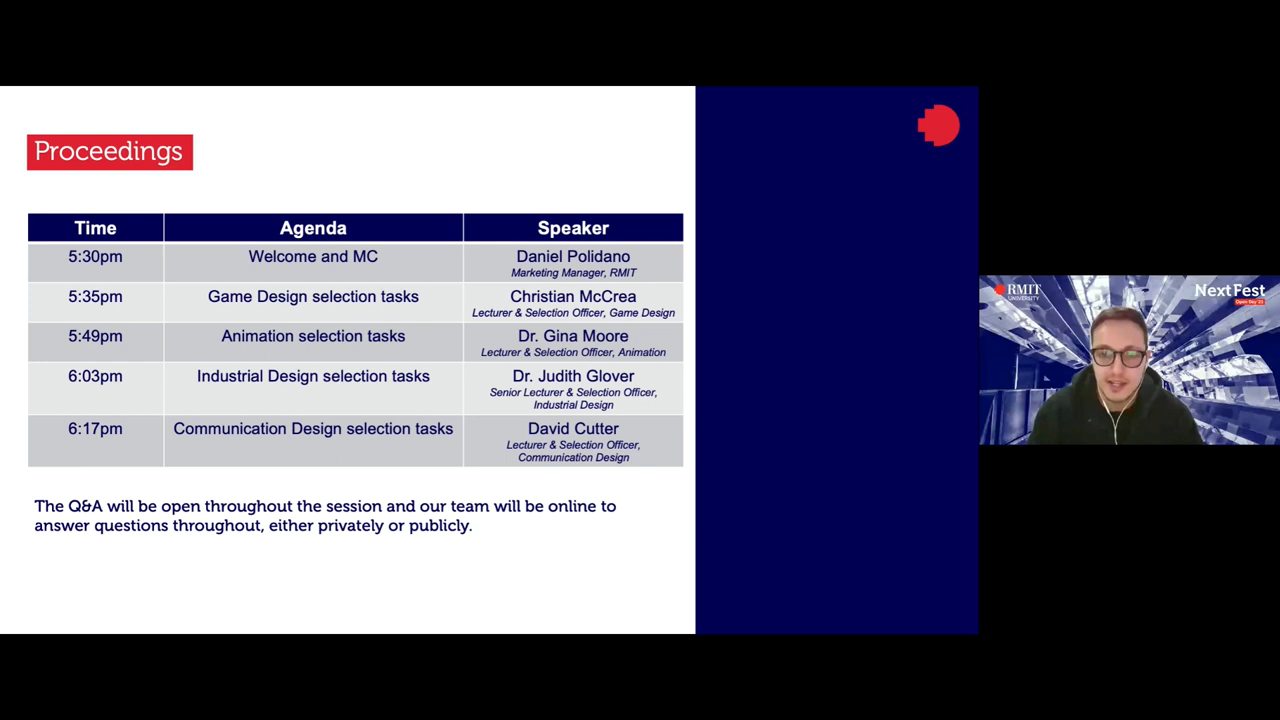 Proceedings
Time Agenda Speaker
5:30pm Welcome and MC Daniel Polidano
Marketing Manager, RMIT
5:35pm Game Design selection tasks Christian McCrea
Lecturer & Selection Officer, Game Design
5:49pm Animation selection tasks Dr. Gina Moore
Lecturer & Selection Officer, Animation
6:03pm Industrial Design selection tasks Dr. Judith Glover
Senior Lecturer & Selection Officer,
Industrial Design
6:17pm Communication Design selection tasks David Cutter
Lecturer & Selection Officer,
Communication Design
The Q&A will be open throughout the session and our team will be online to
answer questions throughout, either privately or publicly.
RMIT
UNIVERSITY
NextFest
Open Day'22